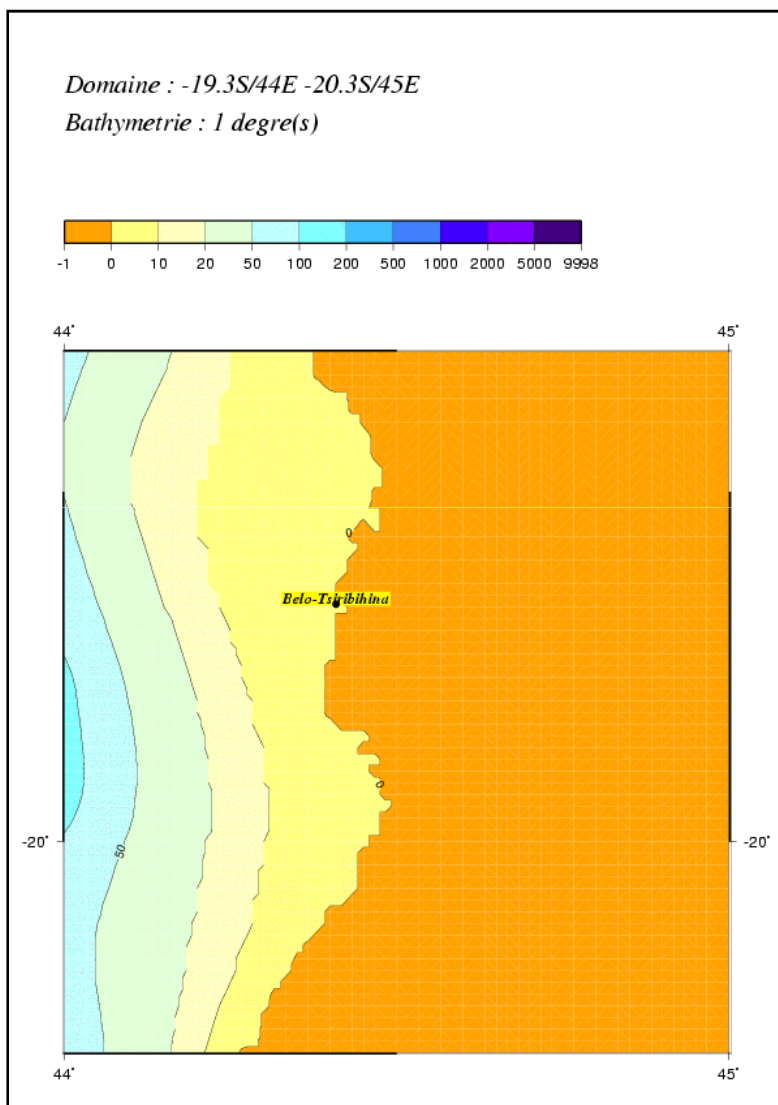 Domaine : -19.3S/44E -20.3S/45E
Bathymetrie : 1 degre(s)
-1 0 10 20 50 100 200 500 1000 2000 5000 9998
44° 45°
0
Belo-Tsiribihina
0
-20° -20°
50
44° 45°